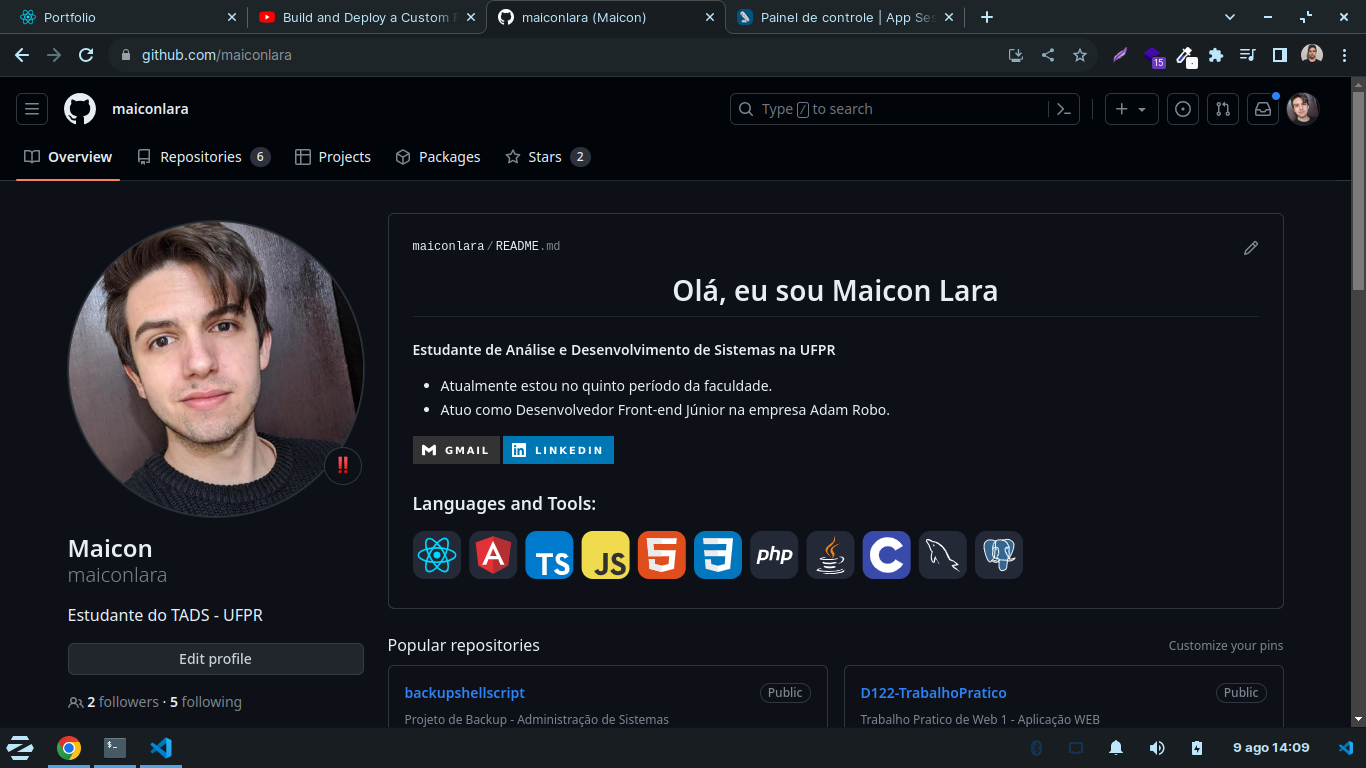 Portfolio
Build and Deploy a Custom
maiconlara (Maicon)
Painel de controle | App Ses
github.com/maiconlara
15
maiconlara
Type / to search
Overview
Repositories 6
Projects
Packages
Stars 2
maiconlara/README.md
Olá, eu sou Maicon Lara
Estudante de Análise e Desenvolvimento de Sistemas na UFPR
Atualmente estou no quinto período da faculdade.
Atuo como Desenvolvedor Front-end Júnior na empresa Adam Robo.
GMAIL
LINKEDIN
Languages and Tools:
TS
JS
php
C
Maicon
maiconlara
Estudante do TADS - UFPR
Edit profile
2 followers · 5 following
Popular repositories
Customize your pins
backupshellscript
Public
Projeto de Backup - Administração de Sistemas
D122-TrabalhoPratico
Public
Trabalho Pratico de Web 1 - Aplicação WEB
9 ago 14:09